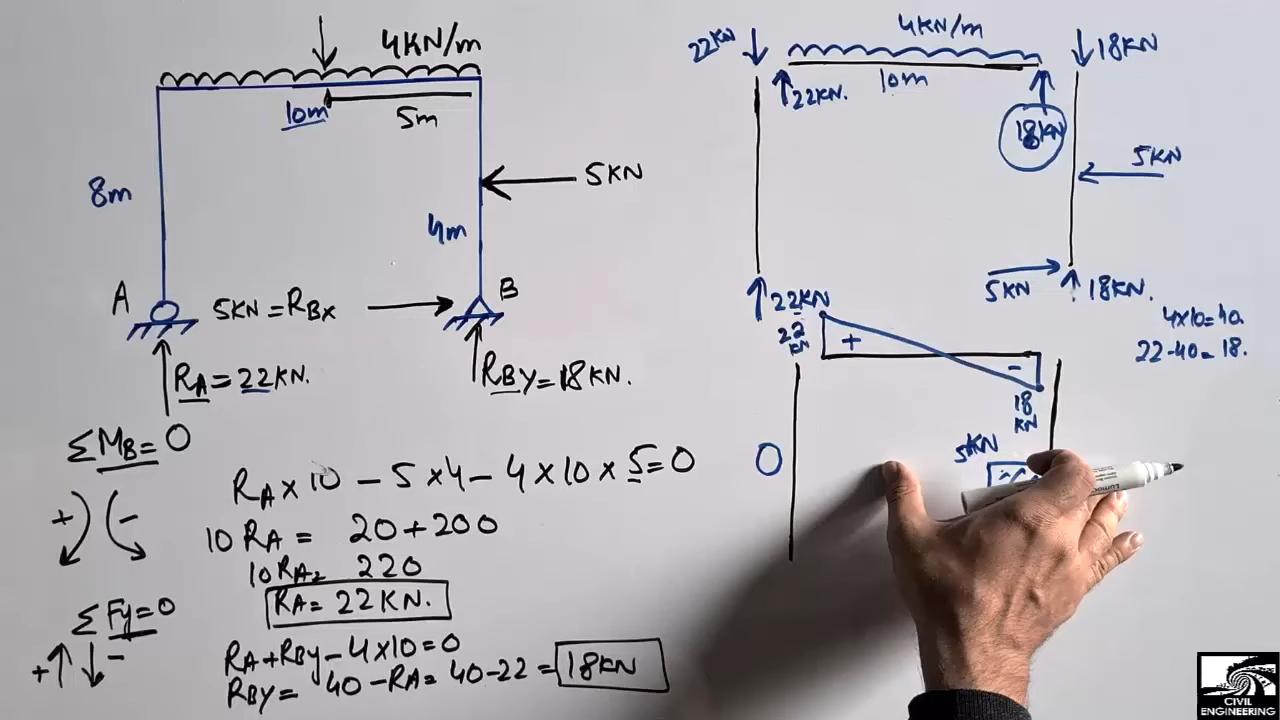 4KN/m
10m
5m
8m
5KN
4m
A
B
5KN = RBx
RA = 22KN.
RBY = 18KN.
ΣMB = 0
RA×10 - 5×4 - 4×10×5 = 0
+ -
10RA = 20+200
10RA= 220
RA = 22KN.
ΣFy=0
+ -
RA+RBy - 4×10=0
RBy = 40 - RA = 40-22 = 18KN
22KN
4KN/m
18KN
22KN.
10m
18KN
5KN
5KN
18KN.
22KN
22
KN
+
-
4×10=40.
22-40=18.
18
KN
5KN
0
CIVIL
ENGINEERING